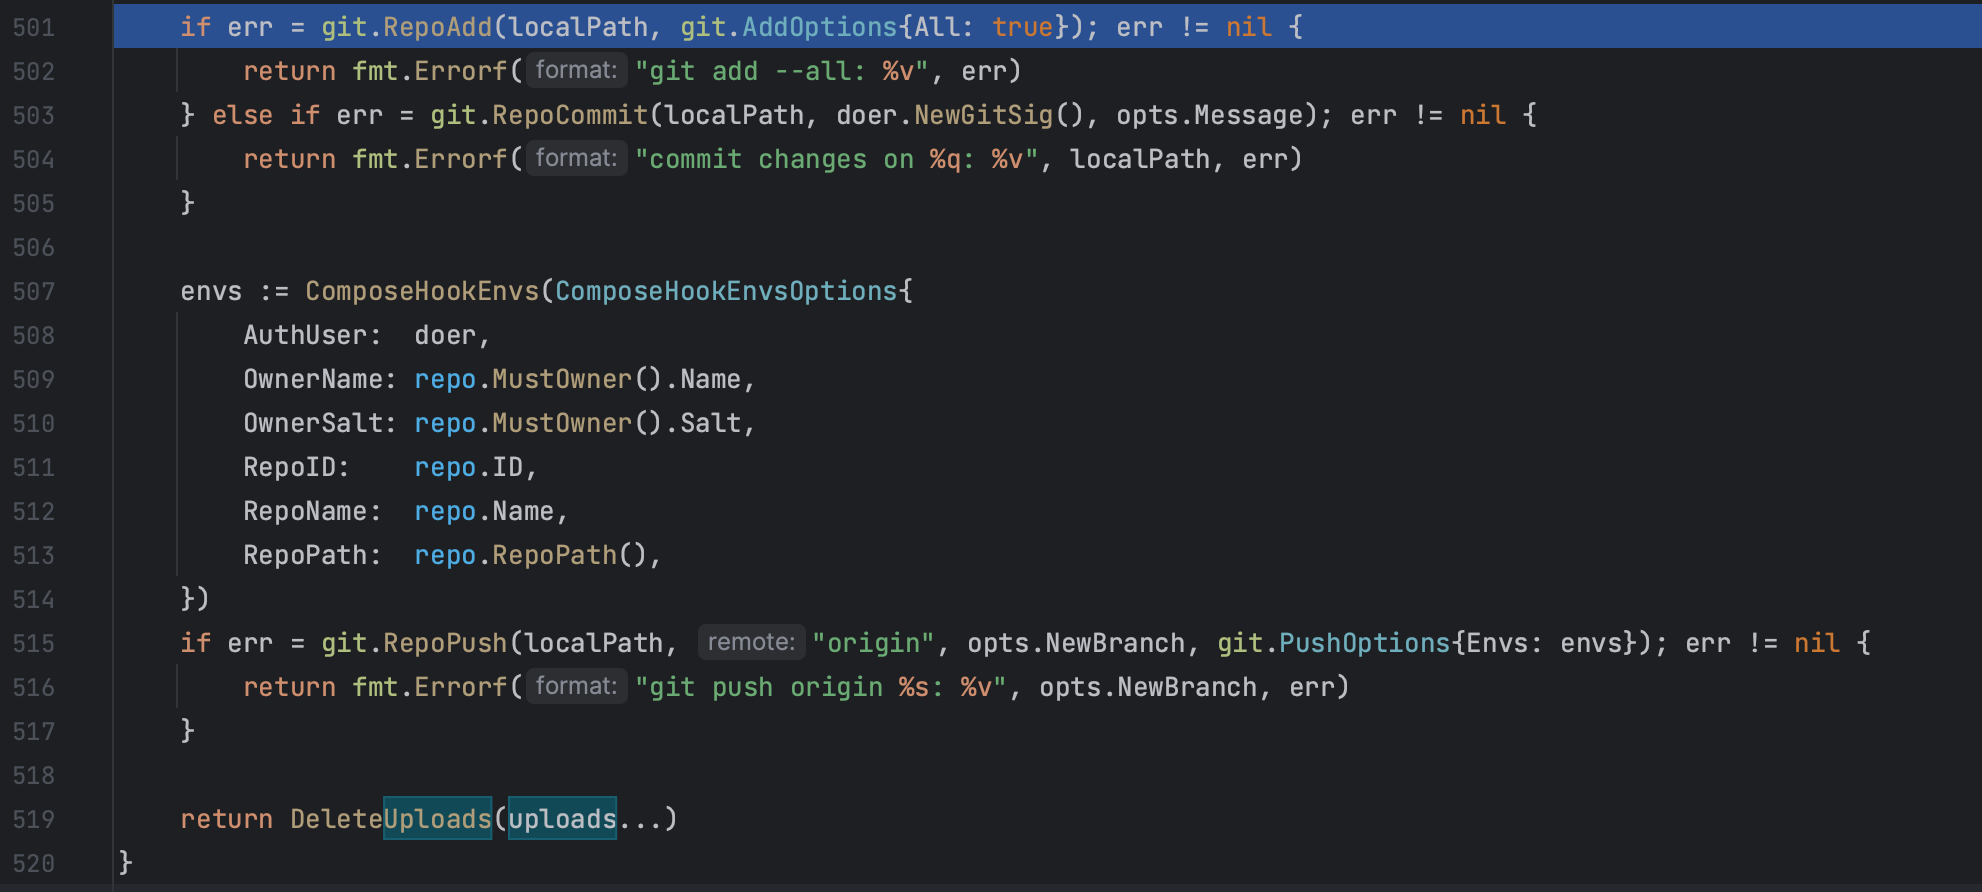 501 if err = git.RepoAdd(localPath, git.AddOptions{All: true}); err != nil {
502 return fmt.Errorf( format: "git add --all: %v", err)
503 } else if err = git.RepoCommit(localPath, doer.NewGitSig(), opts.Message); err != nil {
504 return fmt.Errorf( format: "commit changes on %q: %v", localPath, err)
505 }
506
507 envs := ComposeHookEnvs(ComposeHookEnvsOptions{
508 AuthUser:  doer,
509 OwnerName: repo.MustOwner().Name,
510 OwnerSalt: repo.MustOwner().Salt,
511 RepoID:    repo.ID,
512 RepoName:  repo.Name,
513 RepoPath:  repo.RepoPath(),
514 })
515 if err = git.RepoPush(localPath, remote: "origin", opts.NewBranch, git.PushOptions{Envs: envs}); err != nil {
516 return fmt.Errorf( format: "git push origin %s: %v", opts.NewBranch, err)
517 }
518
519 return DeleteUploads(uploads...)
520 }